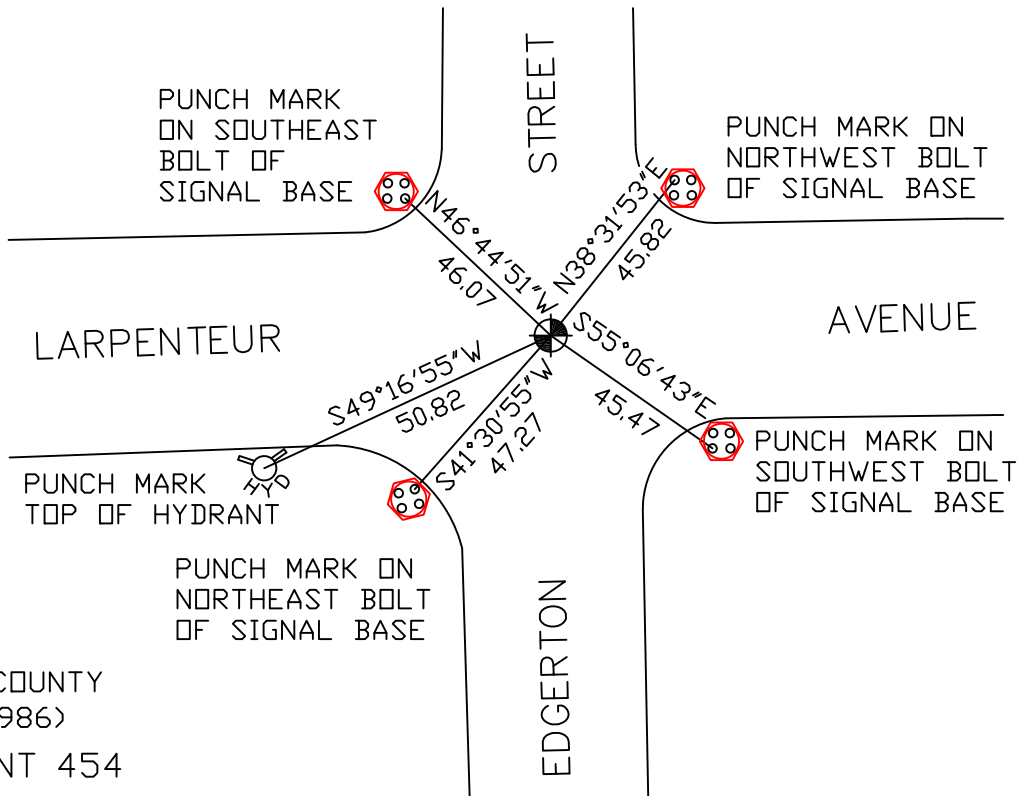 STREET
PUNCH MARK
ON SOUTHEAST
BOLT OF
SIGNAL BASE
PUNCH MARK ON
NORTHWEST BOLT
OF SIGNAL BASE
N46°44'51"W
46.07
N38°31'53"E
45.82
LARPENTEUR
AVENUE
S55°06'43"E
45.47
S49°16'55"W
50.82
S41°30'55"W
47.27
PUNCH MARK
TOP OF HYDRANT
HYD
PUNCH MARK ON
SOUTHWEST BOLT
OF SIGNAL BASE
PUNCH MARK ON
NORTHEAST BOLT
OF SIGNAL BASE
EDGERTON
COUNTY
986)
NT 454